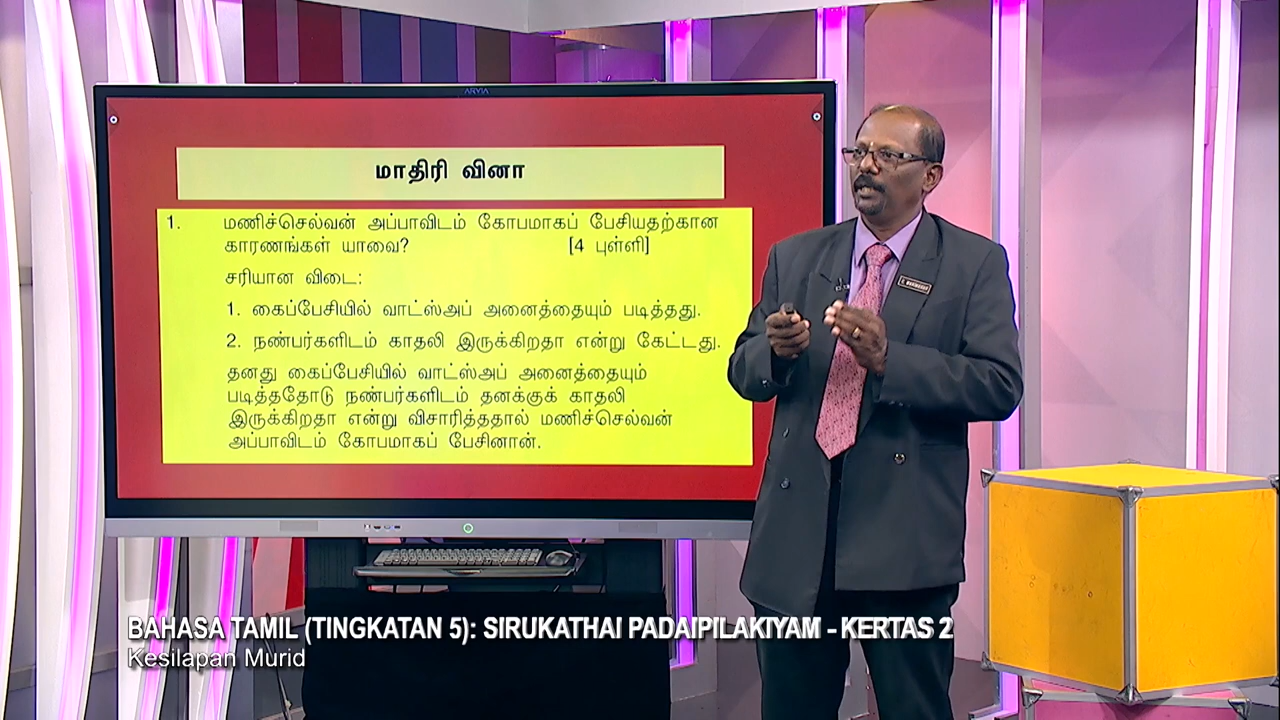 ARVIA
மாதிரி வினா
1. மணிச்செல்வன் அப்பாவிடம் கோபமாகப் பேசியதற்கான
காரணங்கள் யாவை? [4 புள்ளி]
சரியான விடை:
1. கைப்பேசியில் வாட்ஸ்அப் அனைத்தையும் படித்தது.
2. நண்பர்களிடம் காதலி இருக்கிறதா என்று கேட்டது.
தனது கைப்பேசியில் வாட்ஸ்அப் அனைத்தையும்
படித்ததோடு நண்பர்களிடம் தனக்குக் காதலி
இருக்கிறதா என்று விசாரித்ததால் மணிச்செல்வன்
அப்பாவிடம் கோபமாகப் பேசினான்.
BAHASA TAMIL (TINGKATAN 5): SIRUKATHAI PADAIPILAKIYAM - KERTAS 2
Kesilapan Murid